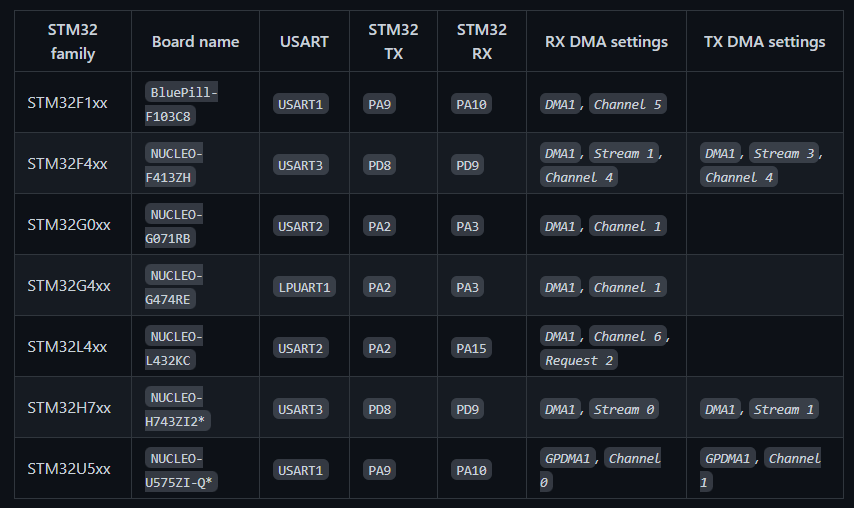 STM32 family Board name USART STM32 TX STM32 RX RX DMA settings TX DMA settings
STM32F1xx BluePill-F103C8 USART1 PA9 PA10 DMA1, Channel 5
STM32F4xx NUCLEO-F413ZH USART3 PD8 PD9 DMA1, Stream 1, Channel 4 DMA1, Stream 3, Channel 4
STM32G0xx NUCLEO-G071RB USART2 PA2 PA3 DMA1, Channel 1
STM32G4xx NUCLEO-G474RE LPUART1 PA2 PA3 DMA1, Channel 1
STM32L4xx NUCLEO-L432KC USART2 PA2 PA15 DMA1, Channel 6, Request 2
STM32H7xx NUCLEO-H743ZI2* USART3 PD8 PD9 DMA1, Stream 0 DMA1, Stream 1
STM32U5xx NUCLEO-U575ZI-Q* USART1 PA9 PA10 GPDMA1, Channel 0 GPDMA1, Channel 1